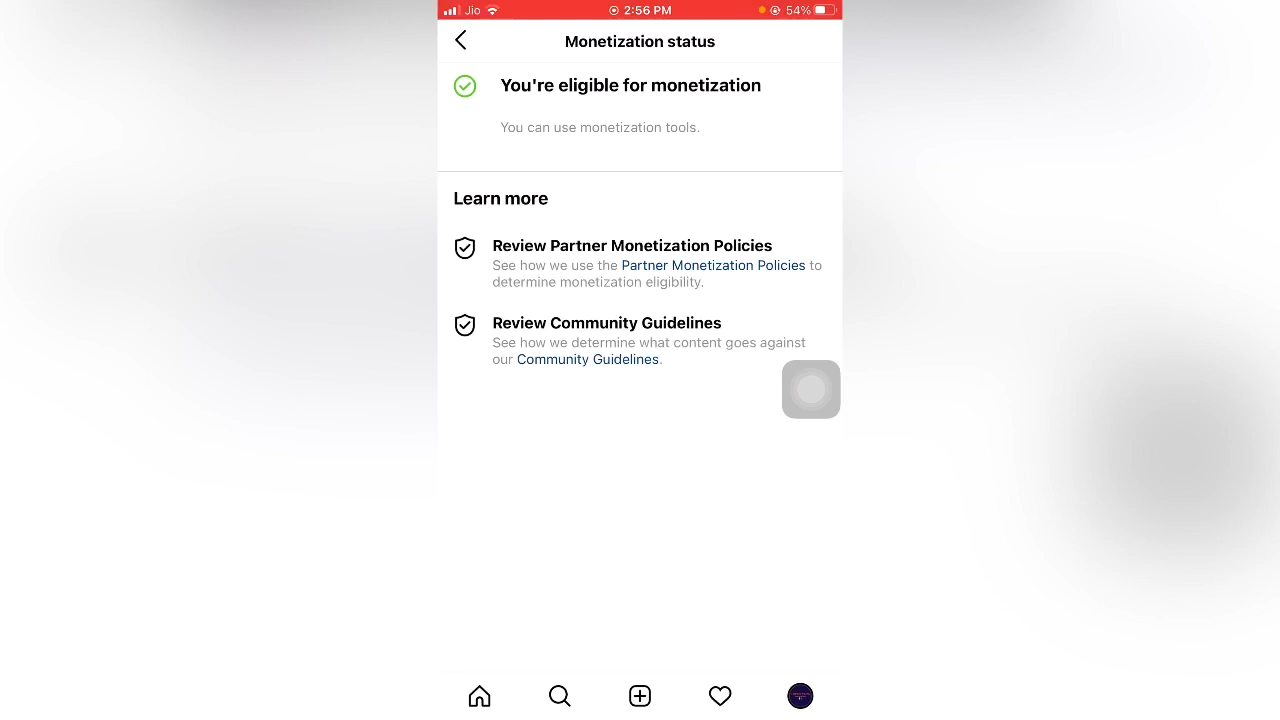 Jio 2:56 PM 54%
Monetization status
You're eligible for monetization
You can use monetization tools.
Learn more
Review Partner Monetization Policies
See how we use the Partner Monetization Policies to
determine monetization eligibility.
Review Community Guidelines
See how we determine what content goes against
our Community Guidelines.